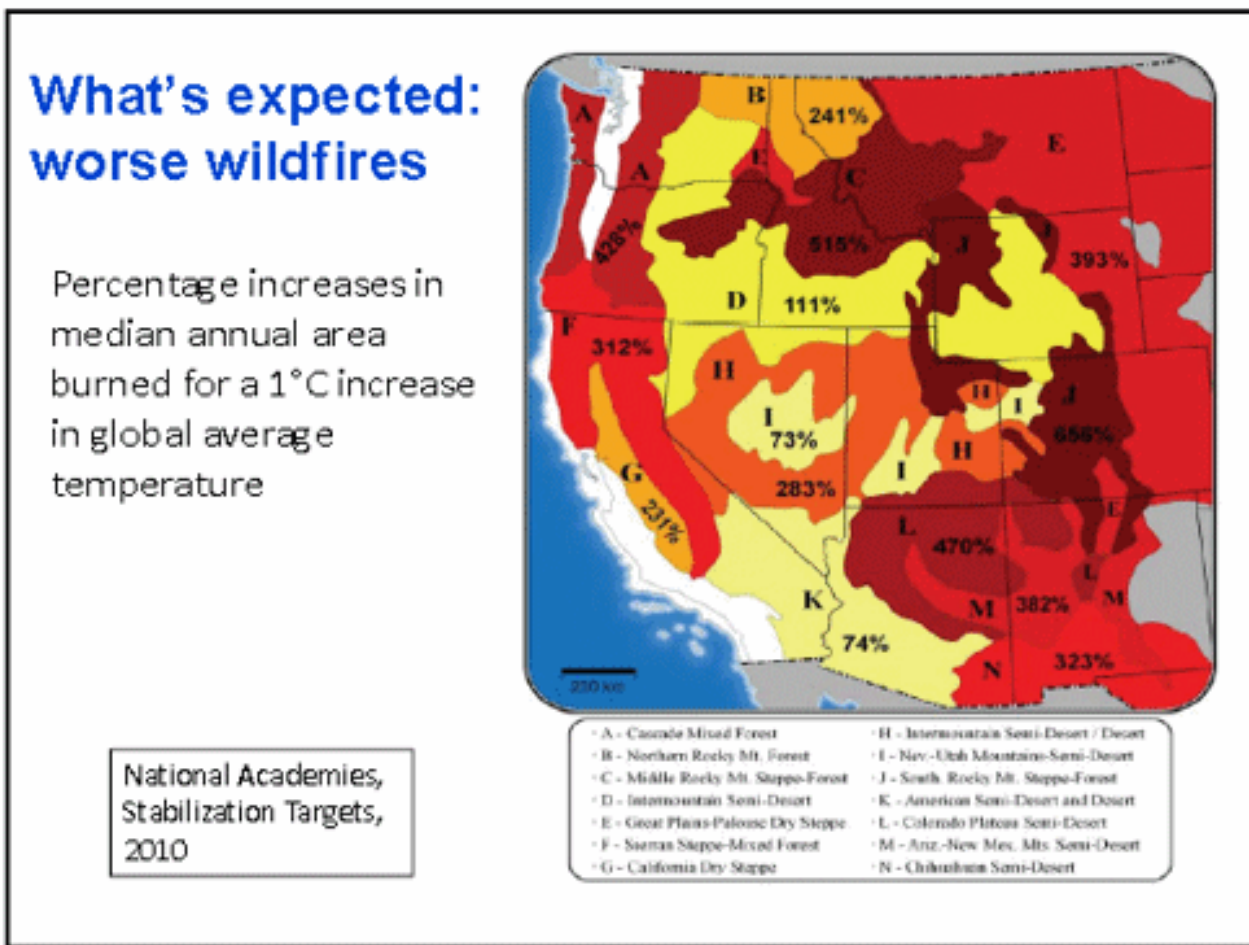 What's expected:
worse wildfires
Percentage increases in
median annual area
burned for a 1°C increase
in global average
temperature
National Academies,
Stabilization Targets,
2010
A
B
241%
E
E
A
C
428%
515%
J
J
393%
D
111%
F
312%
H
H
I
J
I
73%
656%
H
I
G
283%
231%
E
L
470%
L
K
M
382%
M
74%
N
323%
km
· A - Cascade Mixed Forest
· B - Northern Rocky Mt. Forest
· C - Middle Rocky Mt. Steppe-Forest
· D - Intermountain Semi-Desert
· E - Great Plains-Palouse Dry Steppe
· F - Sierran Steppe-Mixed Forest
· G - California Dry Steppe
· H - Intermountain Semi-Desert / Desert
· I - Nev.-Utah Mountains-Semi-Desert
· J - South. Rocky Mt. Steppe-Forest
· K - American Semi-Desert and Desert
· L - Colorado Plateau Semi-Desert
· M - Ariz.-New Mex. Mts. Semi-Desert
· N - Chihuahuan Semi-Desert